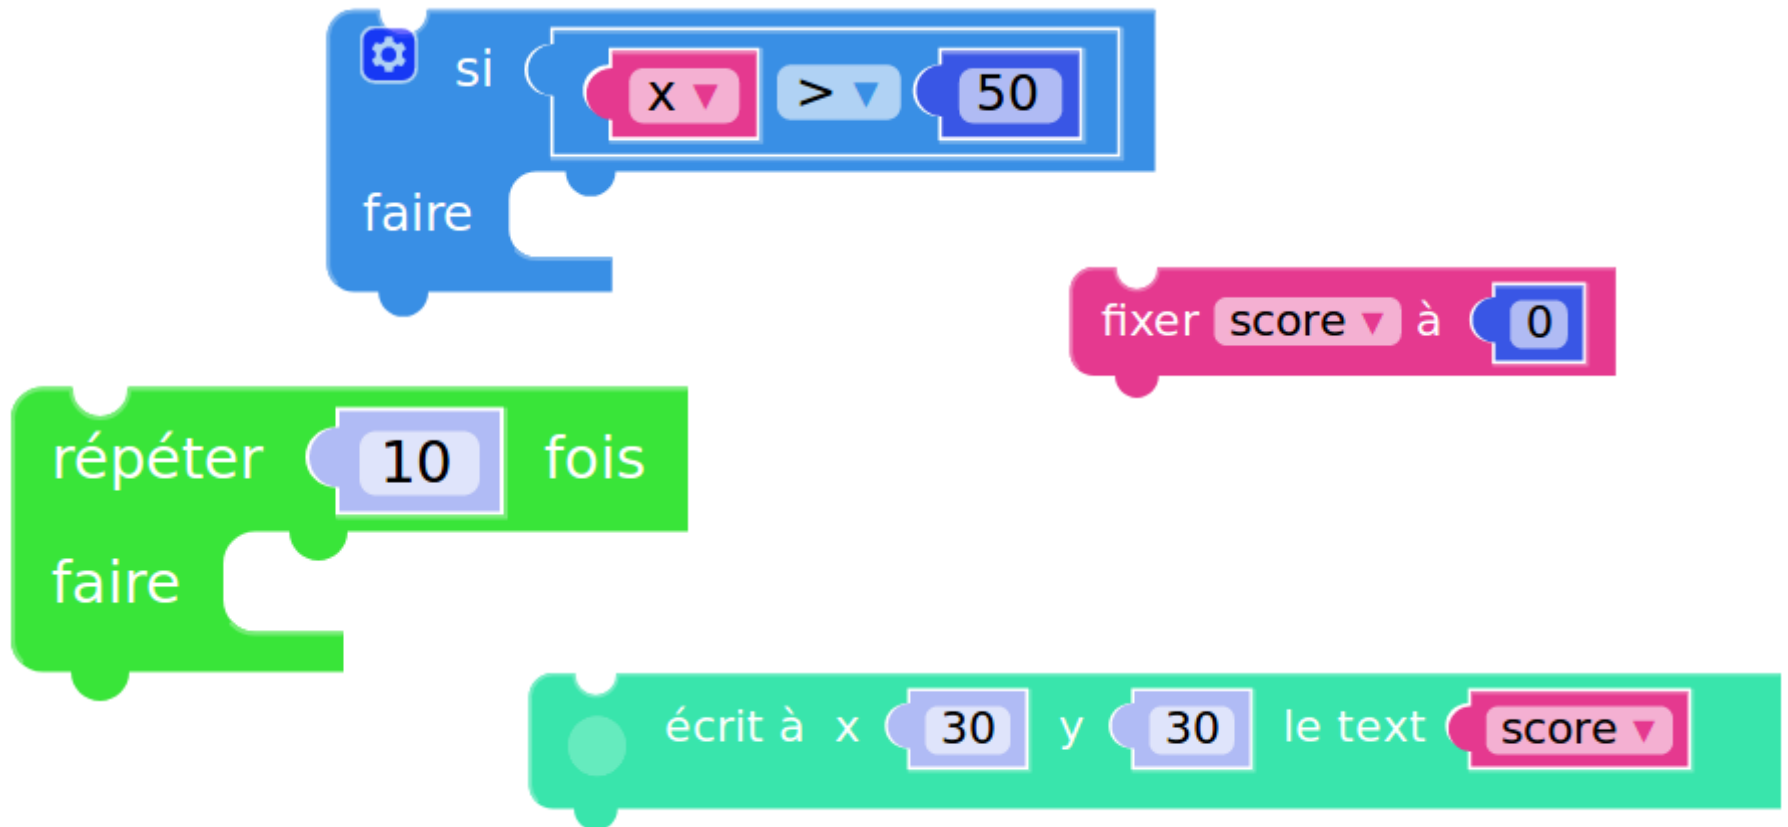 si x ▼ > ▼ 50
faire
fixer score ▼ à 0
répéter 10 fois
faire
écrit à x 30 y 30 le text score ▼